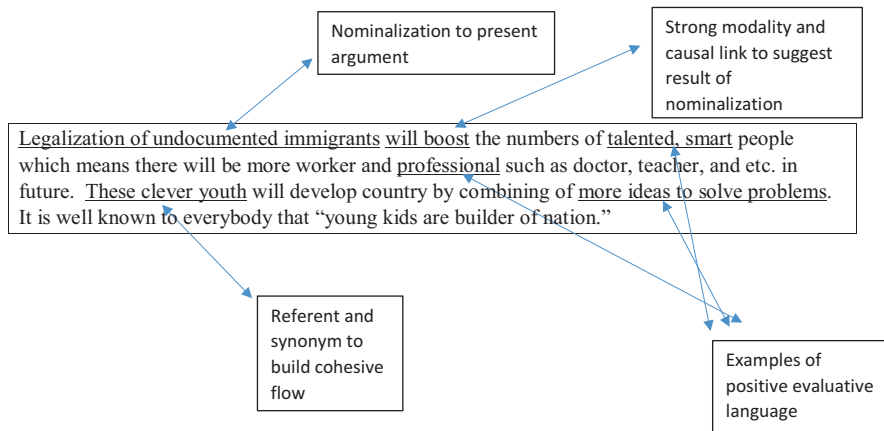 Nominalization to present
argument
Strong modality and
causal link to suggest
result of
nominalization
Legalization of undocumented immigrants will boost the numbers of talented, smart people
which means there will be more worker and professional such as doctor, teacher, and etc. in
future.  These clever youth will develop country by combining of more ideas to solve problems.
It is well known to everybody that “young kids are builder of nation.”
Referent and
synonym to
build cohesive
flow
Examples of
positive evaluative
language